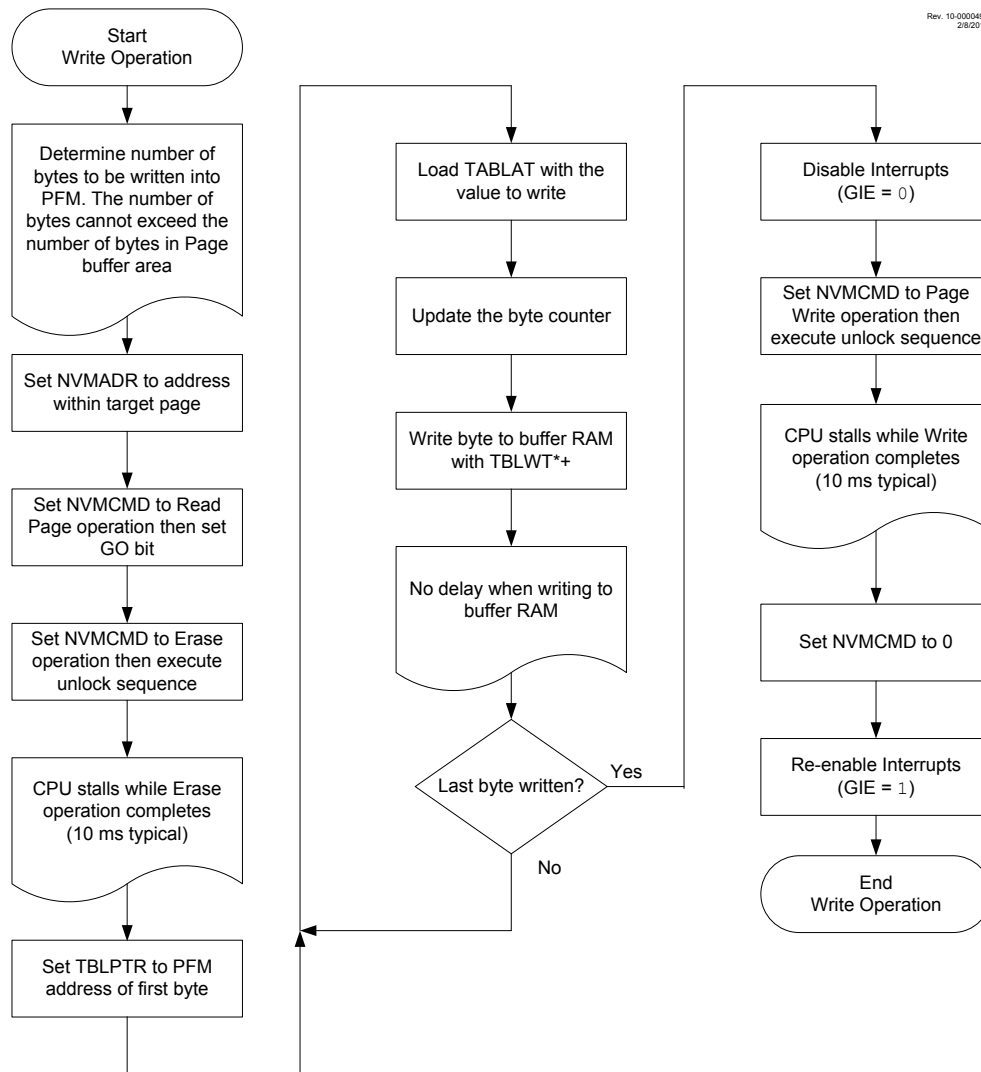 Rev. 10-000049
2/8/201
Start
Write Operation
Determine number of
bytes to be written into
PFM. The number of
bytes cannot exceed the
number of bytes in Page
buffer area
Set NVMADR to address
within target page
Set NVMCMD to Read
Page operation then set
GO bit
Set NVMCMD to Erase
operation then execute
unlock sequence
CPU stalls while Erase
operation completes
(10 ms typical)
Set TBLPTR to PFM
address of first byte
Load TABLAT with the
value to write
Update the byte counter
Write byte to buffer RAM
with TBLWT*+
No delay when writing to
buffer RAM
Last byte written?
Yes
No
Disable Interrupts
(GIE = 0)
Set NVMCMD to Page
Write operation then
execute unlock sequence
CPU stalls while Write
operation completes
(10 ms typical)
Set NVMCMD to 0
Re-enable Interrupts
(GIE = 1)
End
Write Operation